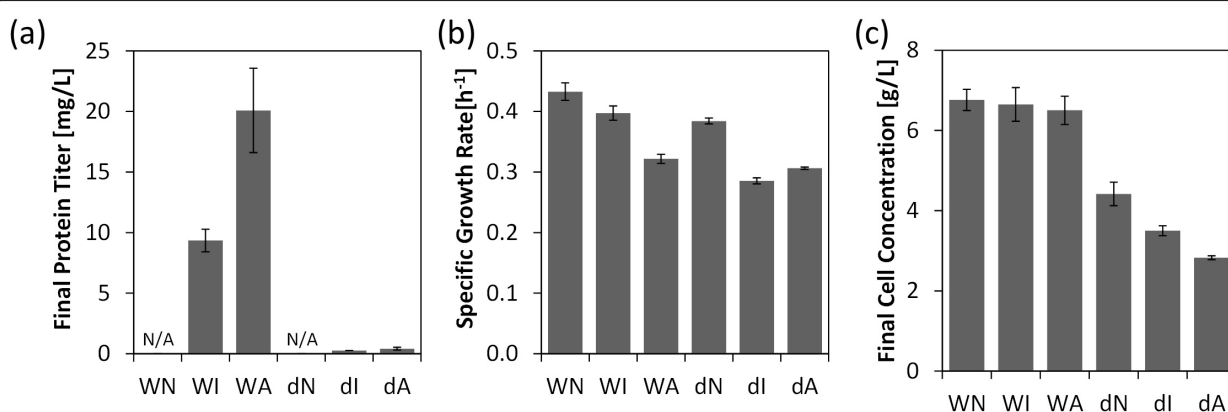 (a)
Final Protein Titer [mg/L]
25
20
15
10
5
0
N/A
N/A
WN WI WA dN dI dA
(b)
Specific Growth Rate[h-1]
0.5
0.4
0.3
0.2
0.1
0.0
WN WI WA dN dI dA
(c)
Final Cell Concentration [g/L]
8
6
4
2
0
WN WI WA dN dI dA